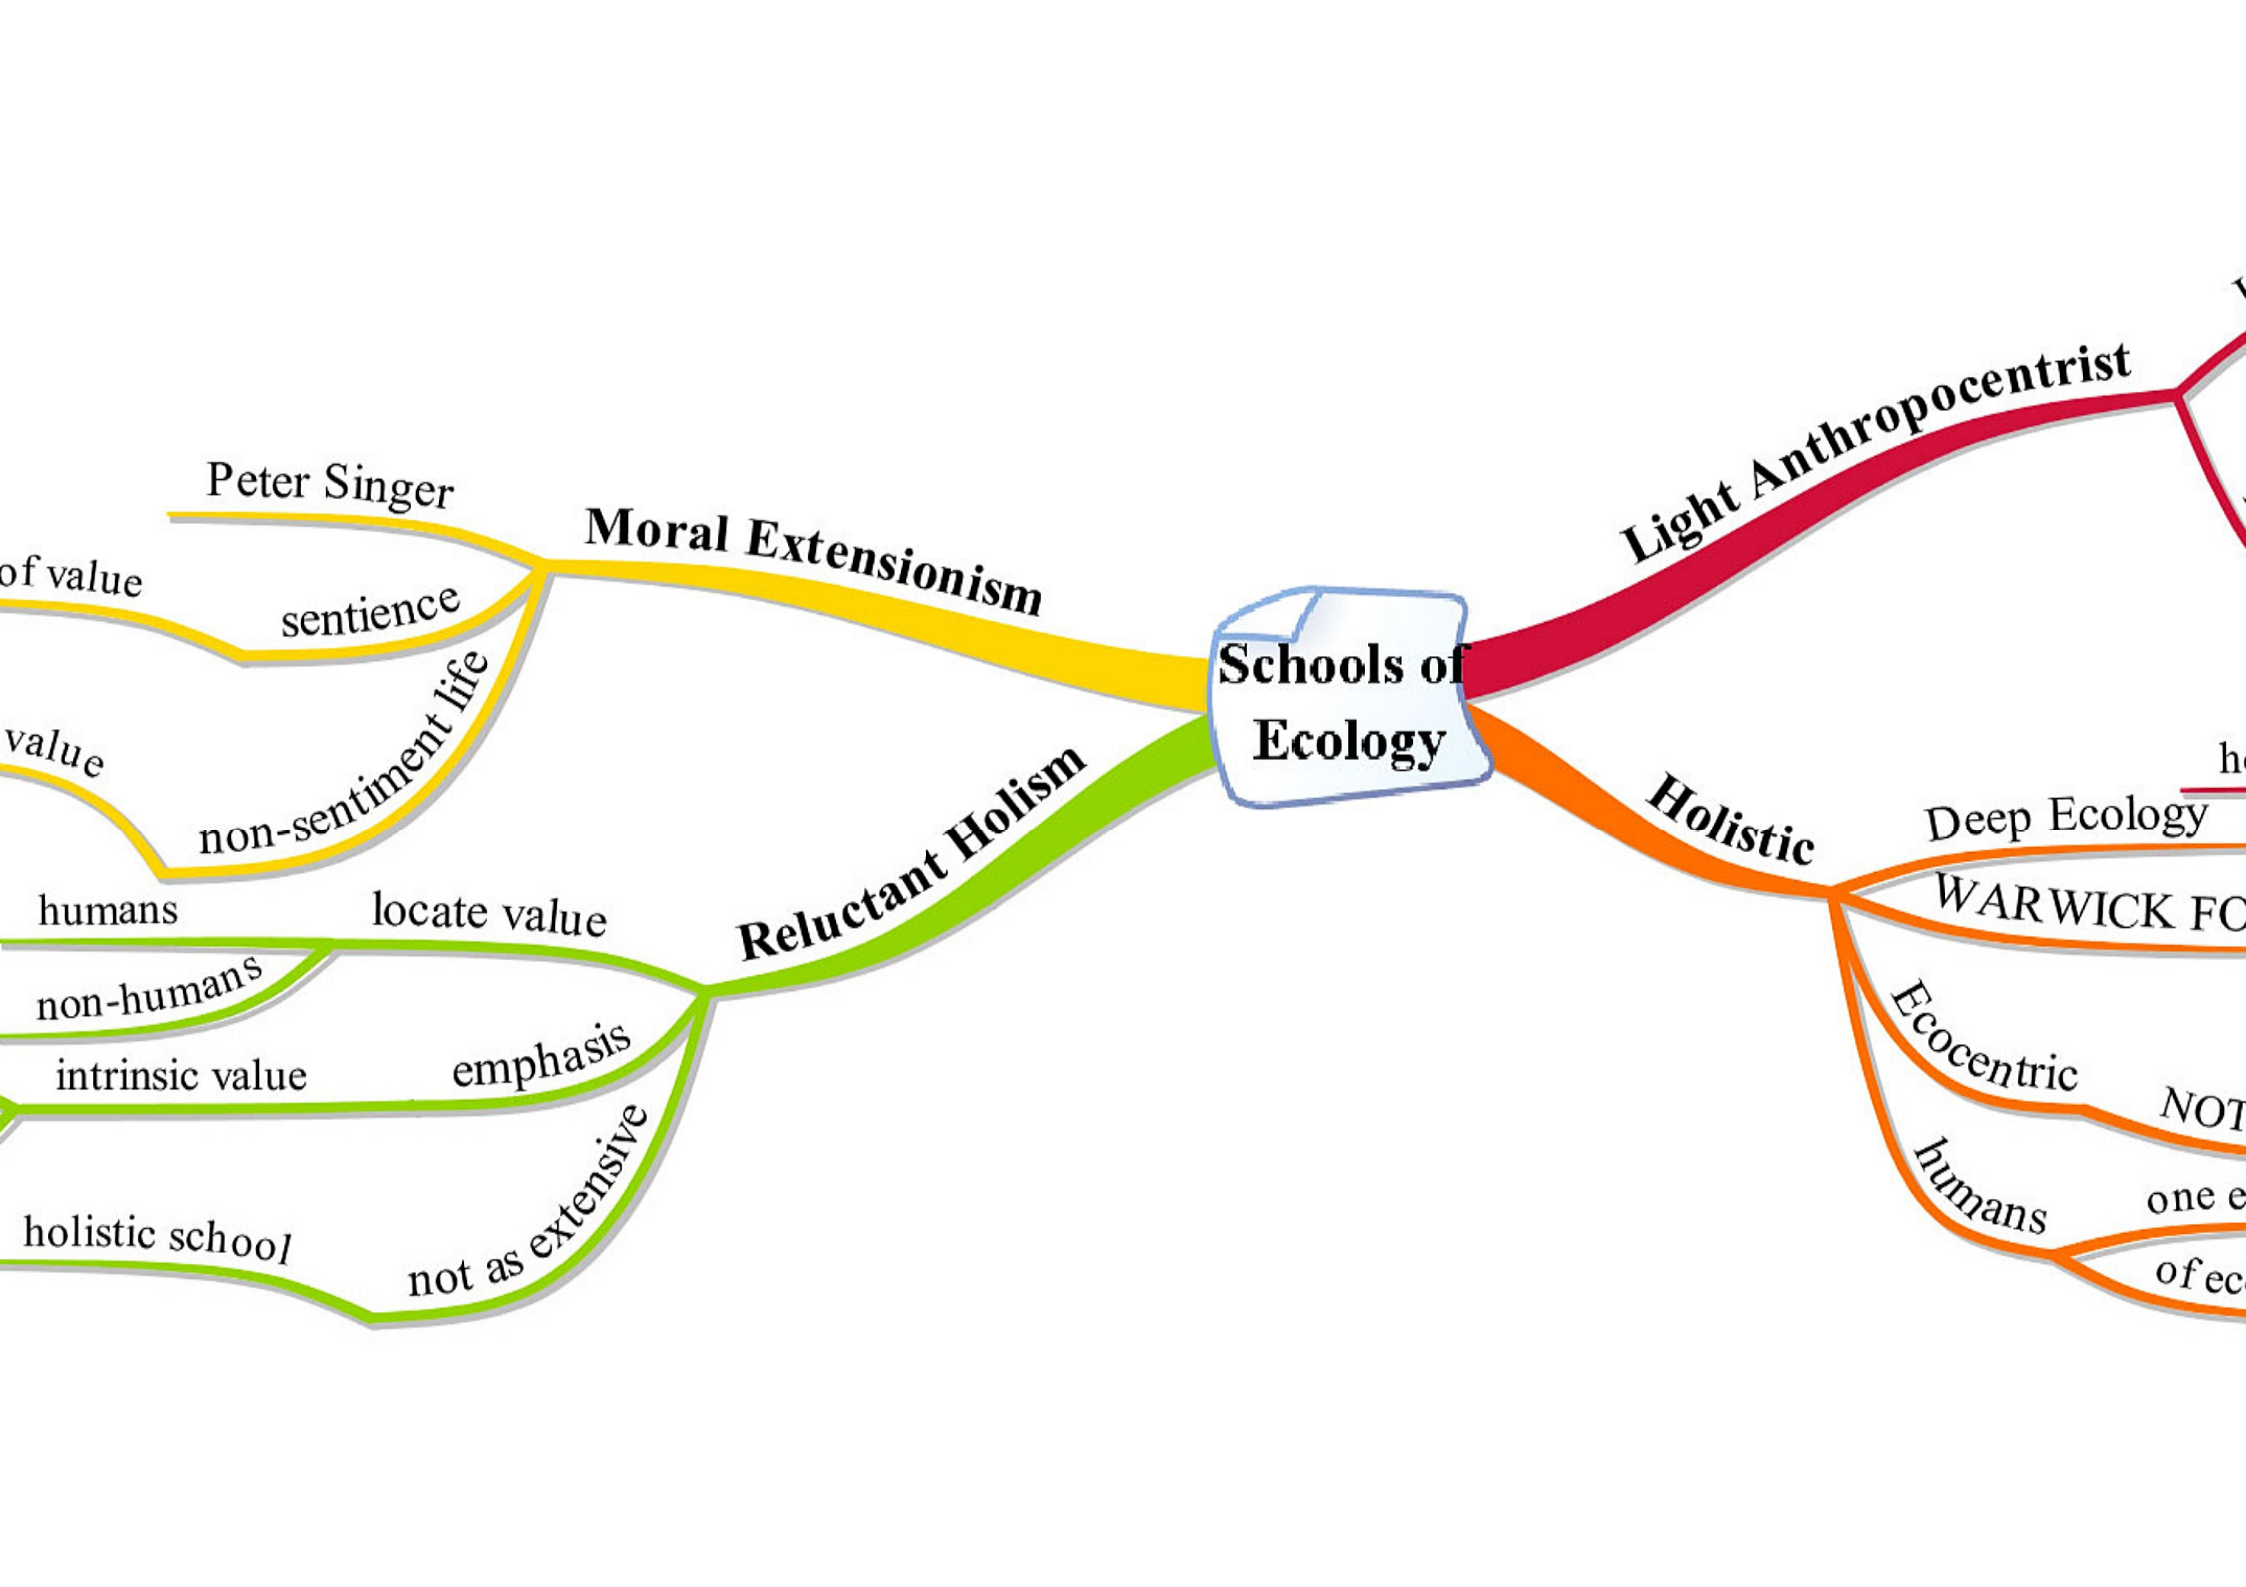 Schools of
Ecology
Moral Extensionism
Peter Singer
sentience
of value
non-sentiment life
value
Reluctant Holism
locate value
humans
non-humans
emphasis
intrinsic value
not as extensive
holistic school
Light Anthropocentrist
Holistic
Deep Ecology
WARWICK
Ecocentric
NOT
humans
one
of